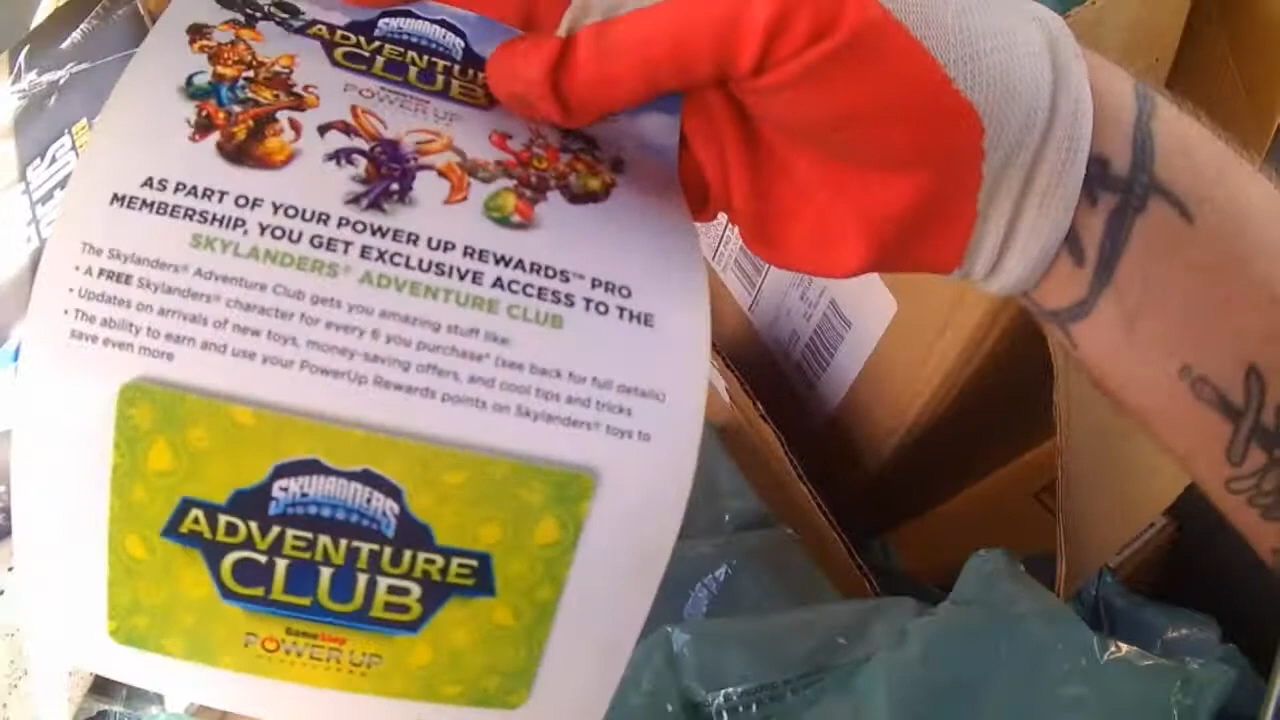 SKYLANDERS
ADVENTU
CLUB
POWER UP
AS PART OF YOUR POWER UP REWARDS™ PRO
MEMBERSHIP, YOU GET EXCLUSIVE ACCESS TO THE
SKYLANDERS® ADVENTURE CLUB
The Skylanders® Adventure Club gets you amazing stuff like:
• A FREE Skylanders® character for every 6 you purchase* (see back for full details)
• Updates on arrivals of new toys, money-saving offers, and cool tips and tricks
• The ability to earn and use your PowerUp Rewards points on Skylanders® toys to
save even more
SKYLANDERS
ADVENTURE
CLUB
GameStop
POWER UP
REWARDS